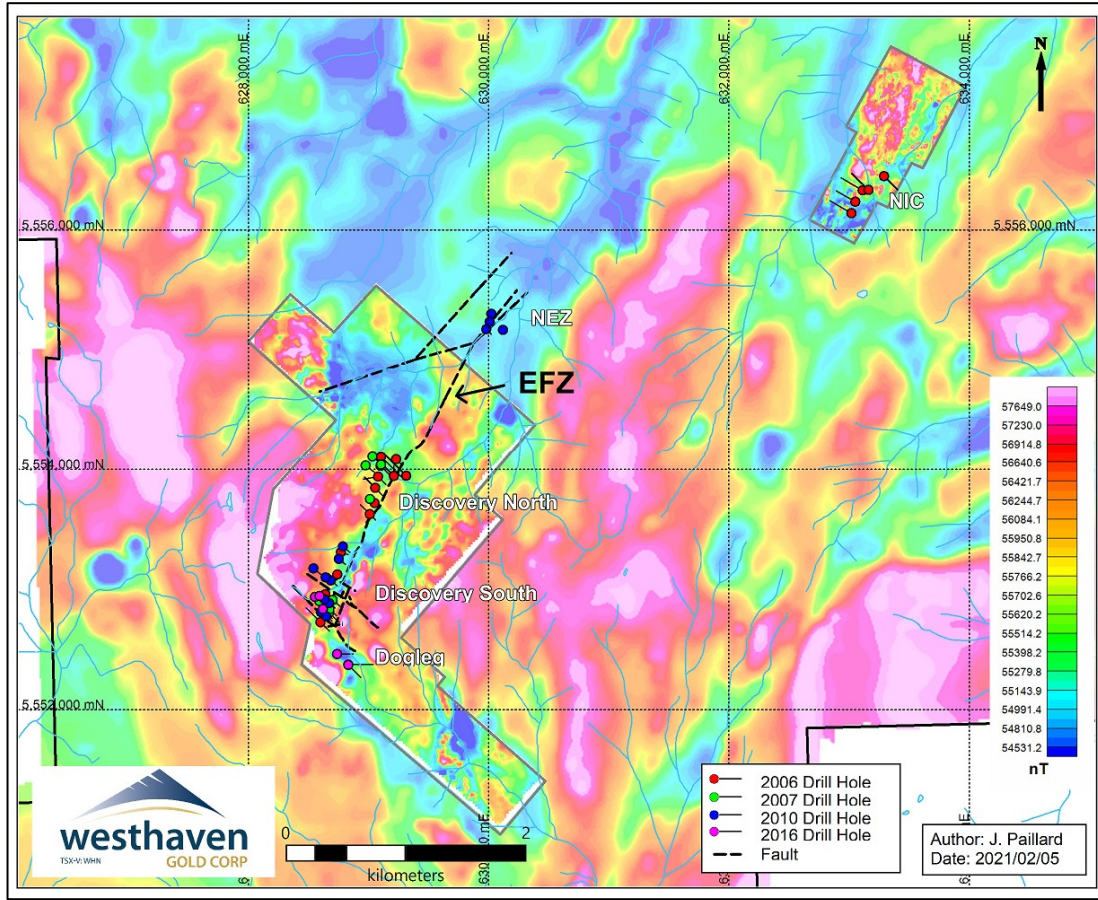 628,000 mE
630,000 mE
632,000 mE
634,000 mE
N
NIC
5,556,000 mN
5,556,000 mN
NEZ
EFZ
5,554,000 mN
Discovery North
Discovery South
Dogleg
5,552,000 mN
57649.0
57230.0
56914.8
56640.8
56421.7
56244.7
56084.1
55950.8
55842.7
55766.2
55702.6
55620.2
55514.2
55398.2
55279.8
55143.9
54991.4
54810.8
54531.2
nT
2006 Drill Hole
2007 Drill Hole
2010 Drill Hole
2016 Drill Hole
Fault
westhaven
TSX-V: WHN
GOLD CORP
0
2
kilometers
Author: J. Paillard
Date: 2021/02/05